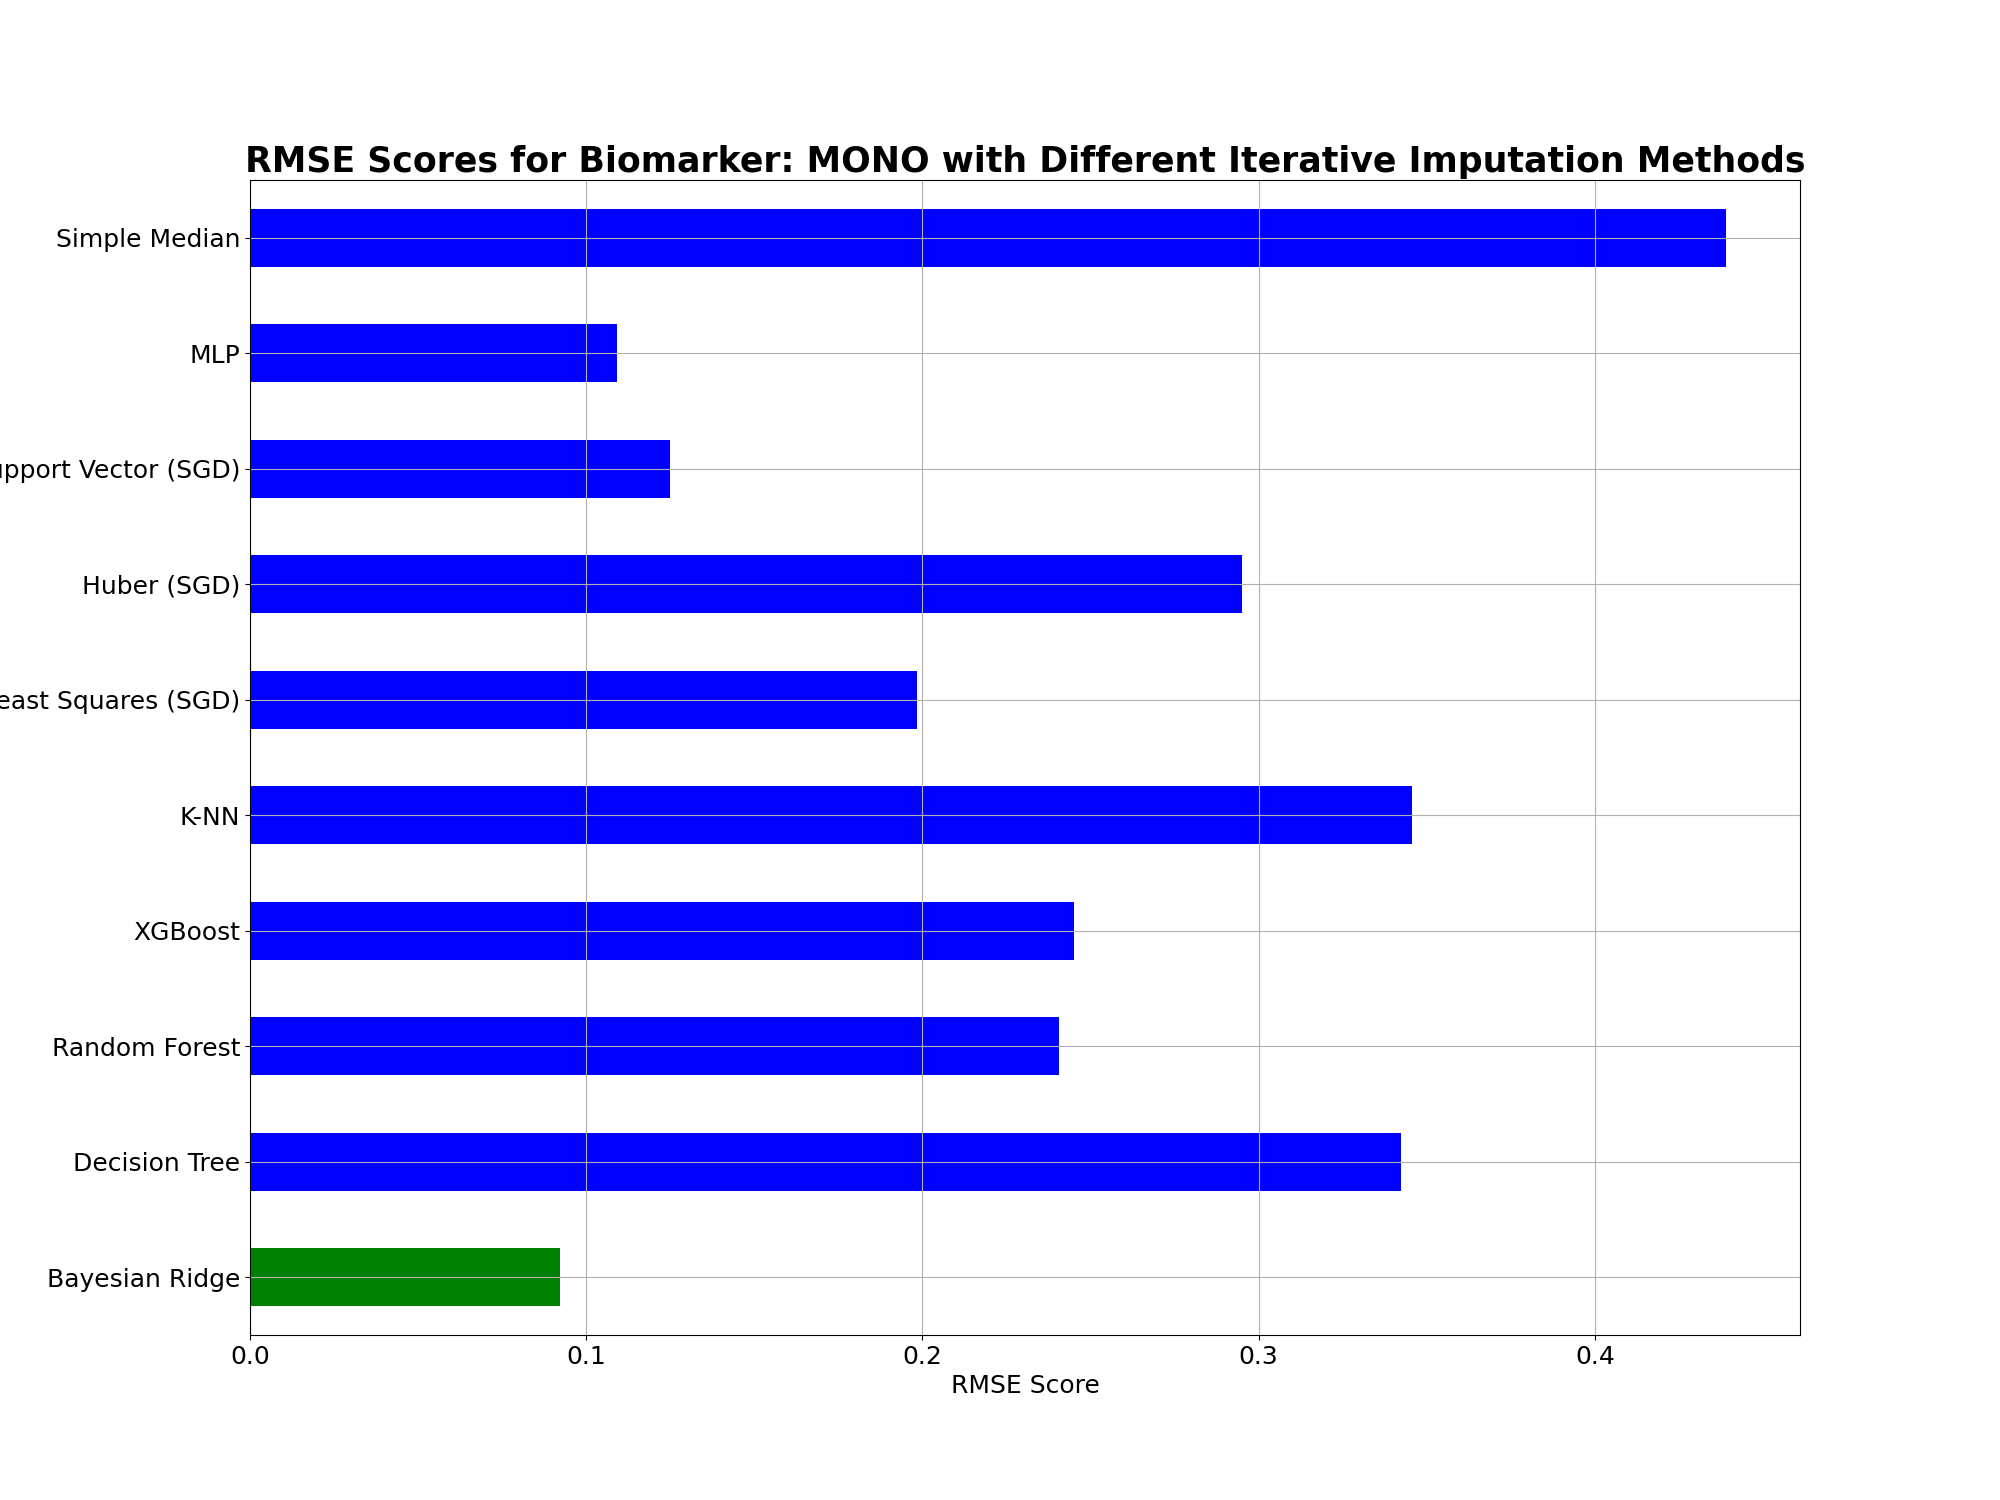 RMSE Scores for Biomarker: MONO with Different Iterative Imputation Methods
Simple Median
MLP
Vector (SGD)
Huber (SGD)
Squares (SGD)
K-NN
XGBoost
Random Forest
Decision Tree
Bayesian Ridge
0.0 0.1 0.2 0.3 0.4
RMSE Score